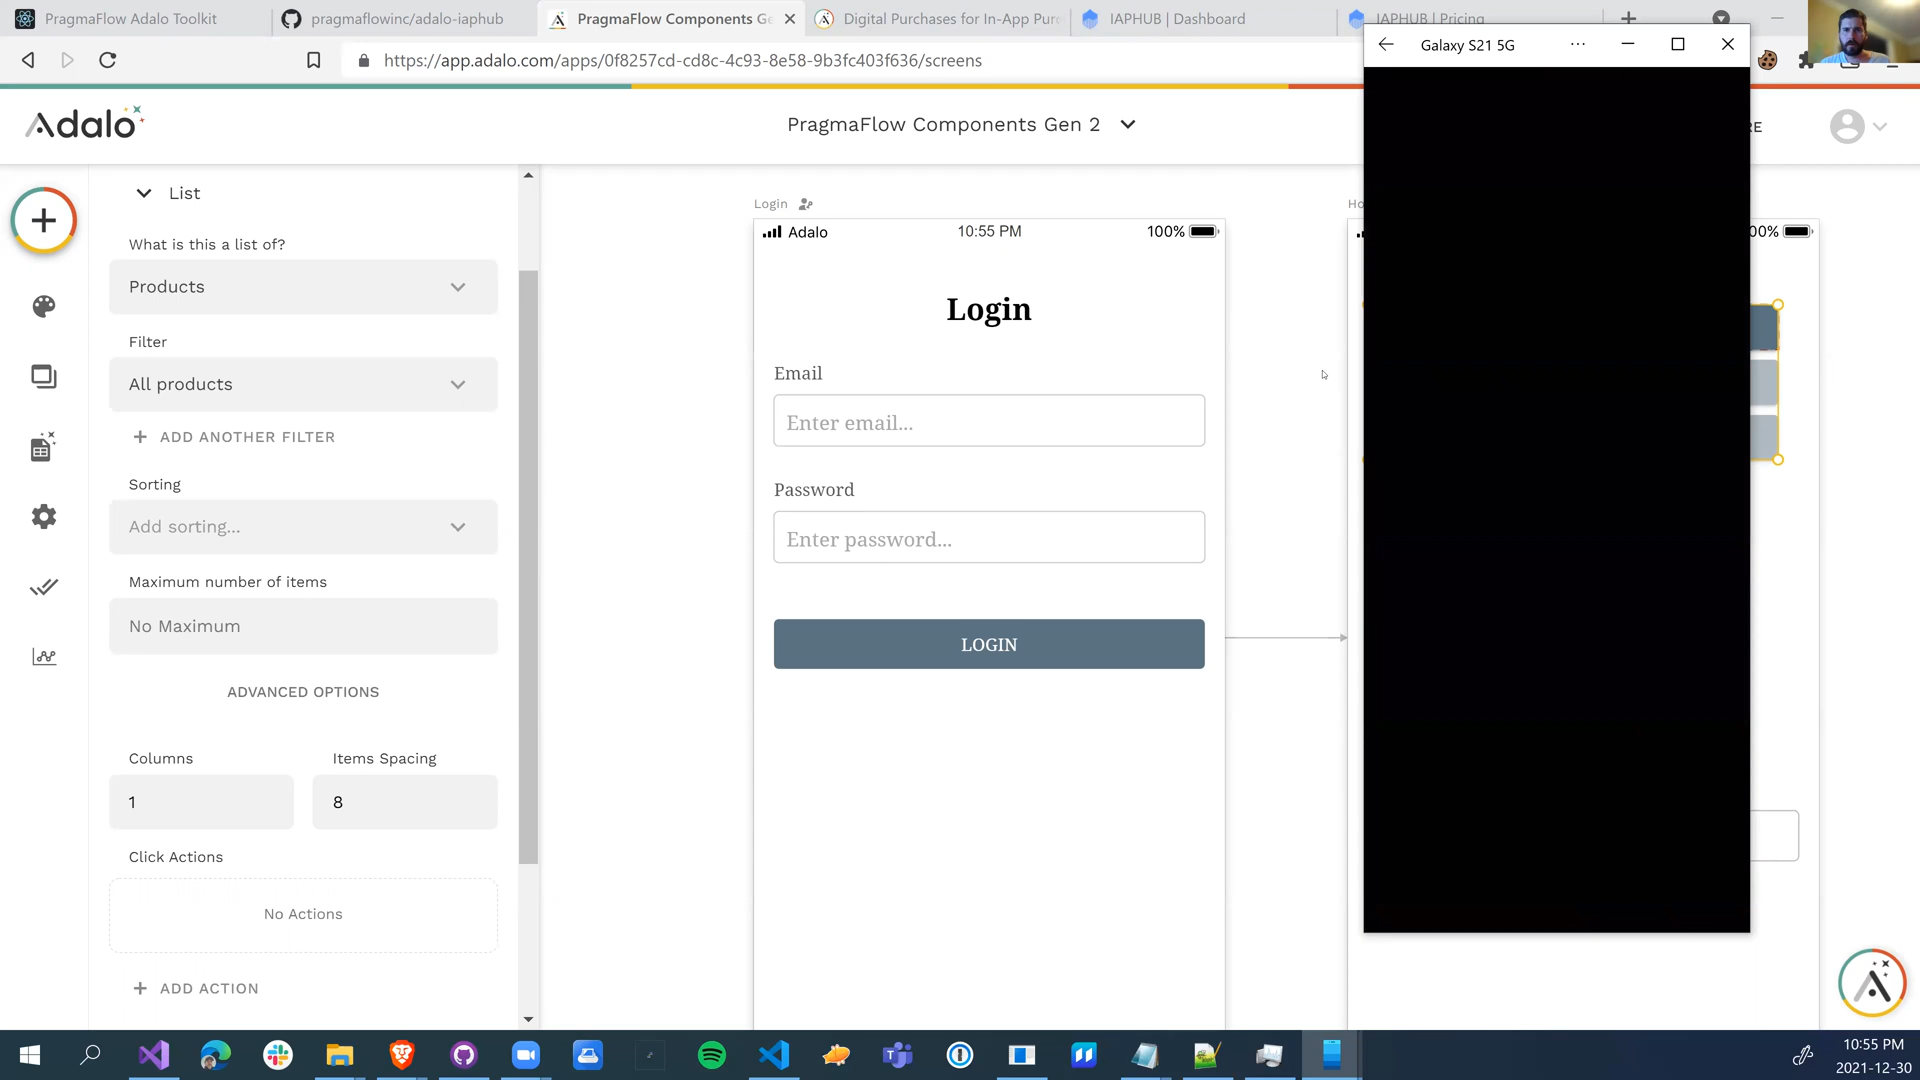 PragmaFlow Adalo Toolkit
pragmaflowinc/adalo-iaphub
PragmaFlow Components Ge
Digital Purchases for In-App Pur
IAPHUB | Dashboard
IAPHUB | Pricing
https://app.adalo.com/apps/0f8257cd-cd8c-4c93-8e58-9b3fc403f636/screens
Galaxy S21 5G
Adalo
PragmaFlow Components Gen 2
List
What is this a list of?
Products
Filter
All products
ADD ANOTHER FILTER
Sorting
Add sorting...
Maximum number of items
No Maximum
ADVANCED OPTIONS
Columns
Items Spacing
1
8
Click Actions
No Actions
ADD ACTION
Login
Adalo
10:55 PM
100%
Login
Email
Enter email...
Password
Enter password...
LOGIN
Ho
00%
RE
10:55 PM
2021-12-30